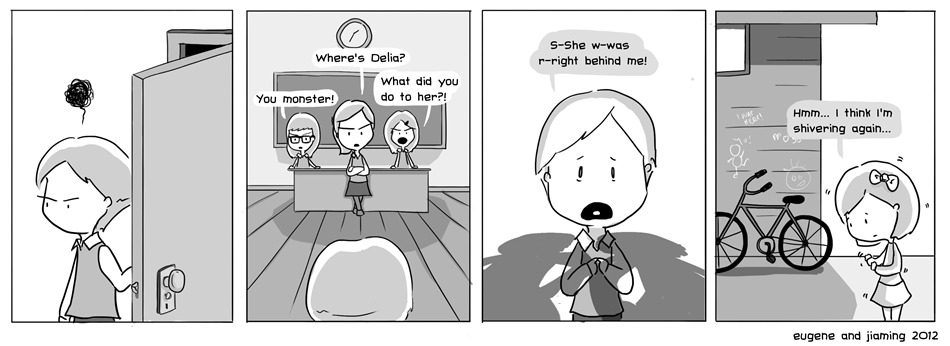 Where's Delia?
You monster!
What did you
do to her?!
S-She w-was
r-right behind me!
Hmm... I think I'm
shivering again...
eugene and jiaming 2012